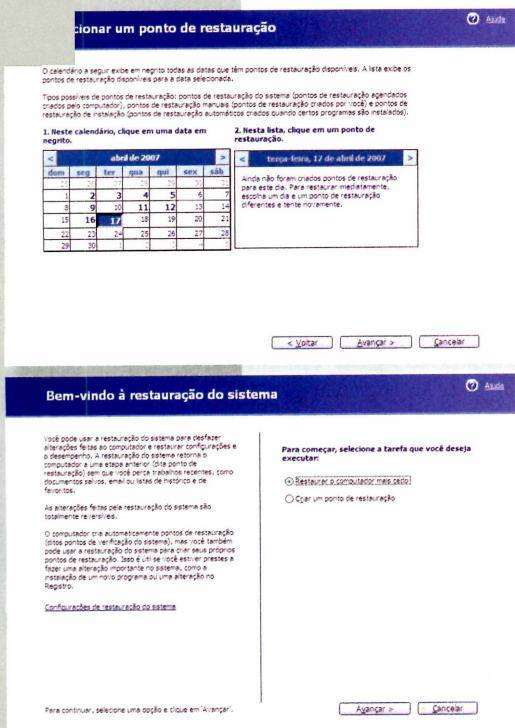 Ajuda
cionar um ponto de restauração
O calendário a seguir exibe em negrito todas as datas que têm pontos de restauração disponíveis. A lista exibe os
pontos de restauração disponíveis para a data selecionada.
Tipos possíveis de pontos de restauração: pontos de restauração do sistema (pontos de restauração agendados
criados pelo computador), pontos de restauração manuais (pontos de restauração criados por você) e pontos de
restauração de instalação (pontos de restauração automáticos criados quando certos programas são instalados).
1. Neste calendário, clique em uma data em
negrito.
< abril de 2007 >
dom seg ter qua qui sex sáb
25 26 27 28 29 30 31
1 2 3 4 5 6 7
8 9 10 11 12 13 14
15 16 17 18 19 20 21
22 23 24 25 26 27 28
29 30 1 2 3 4 5
2. Nesta lista, clique em um ponto de
restauração.
< terça-feira, 17 de abril de 2007 >
Ainda não foram criados pontos de restauração
para este dia. Para restaurar imediatamente,
escolha um dia e um ponto de restauração
diferentes e tente novamente.
< Voltar Avançar > Cancelar
Ajuda
Bem-vindo à restauração do sistema
Você pode usar a restauração do sistema para desfazer
alterações feitas ao computador e restaurar configurações e
o desempenho. A restauração do sistema retorna o
computador a uma etapa anterior (dita ponto de
restauração) sem que você perca trabalhos recentes, como
documentos salvos, email ou listas de histórico e de
favoritos.
As alterações feitas pela restauração do sistema são
totalmente reversíveis.
O computador cria automaticamente pontos de restauração
(ditos pontos de verificação do sistema), mas você também
pode usar a restauração do sistema para criar seus próprios
pontos de restauração. Isso é útil se você estiver prestes a
fazer uma alteração importante no sistema, como a
instalação de um novo programa ou uma alteração no
Registro.
Configurações de restauração do sistema
Para continuar, selecione uma opção e clique em 'Avançar'.
Para começar, selecione a tarefa que você deseja
executar:
Restaurar o computador mais cedo
Criar um ponto de restauração
Avançar > Cancelar